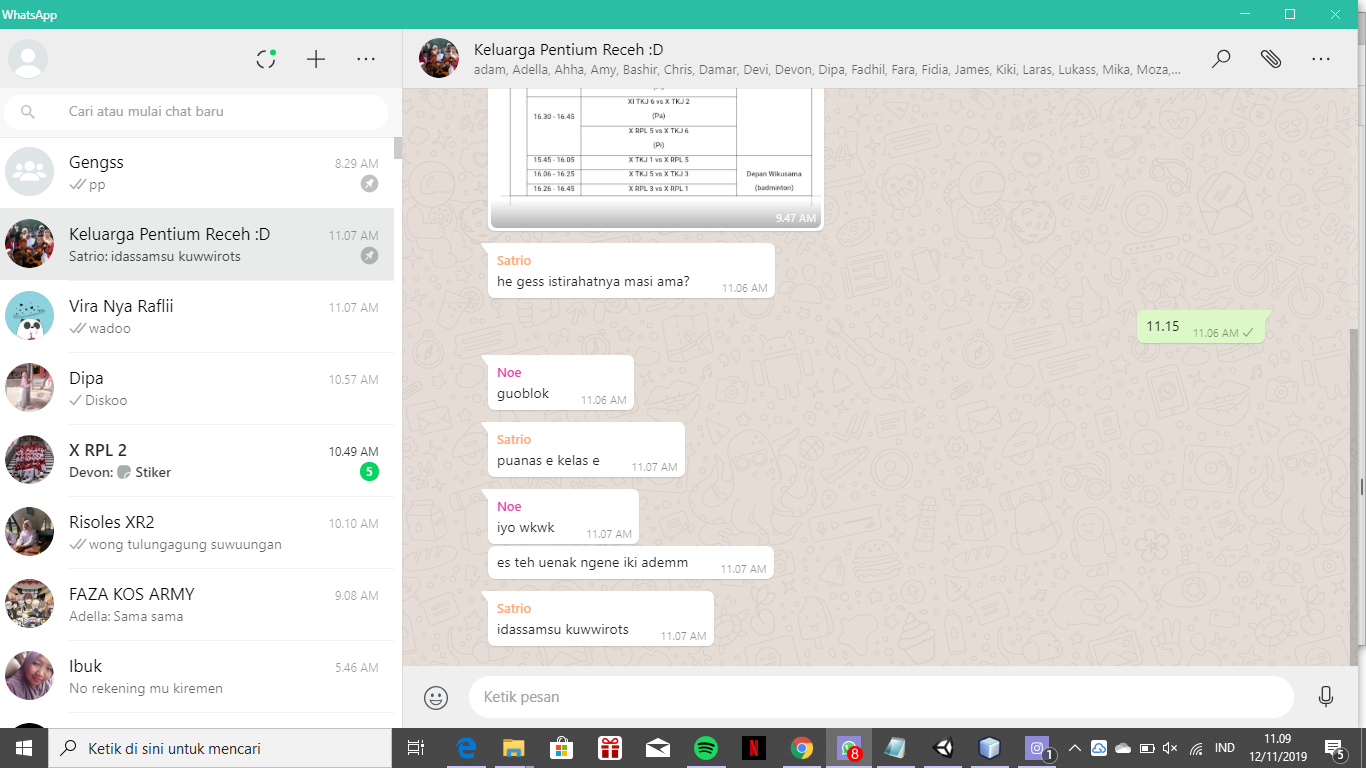 WhatsApp
Cari atau mulai chat baru
Gengss
8.29 AM
pp
Keluarga Pentium Receh :D
11.07 AM
Satrio: idassamsu kuwwirots
Vira Nya Raflii
11.07 AM
wadoo
Dipa
10.57 AM
Diskoo
X RPL 2
10.49 AM
Devon: Stiker
5
Risoles XR2
10.10 AM
wong tulungagung suwuungan
FAZA KOS ARMY
9.08 AM
Adella: Sama sama
Ibuk
5.46 AM
No rekening mu kiremen
Keluarga Pentium Receh :D
adam, Adella, Ahha, Amy, Bashir, Chris, Damar, Devi, Devon, Dipa, Fadhil, Fara, Fidia, James, Kiki, Laras, Lukass, Mika, Moza,...
16.30 - 16.45
XI TKJ 6 vs X TKJ 2
(Pa)
X RPL 5 vs X TKJ 6
(Pi)
15.45 - 16.05
X TKJ 1 vs X RPL 5
16.06 - 16.25
X TKJ 5 vs X TKJ 3
16.26 - 16.45
X RPL 3 vs X RPL 1
Depan Wikusama
(badminton)
9.47 AM
Satrio
he gess istirahatnya masi ama?
11.06 AM
11.15
11.06 AM
Noe
guoblok
11.06 AM
Satrio
puanas e kelas e
11.07 AM
Noe
iyo wkwk
11.07 AM
es teh uenak ngene iki ademm
11.07 AM
Satrio
idassamsu kuwwirots
11.07 AM
Ketik pesan
Ketik di sini untuk mencari
N
8
1
IND
11.09
12/11/2019
5